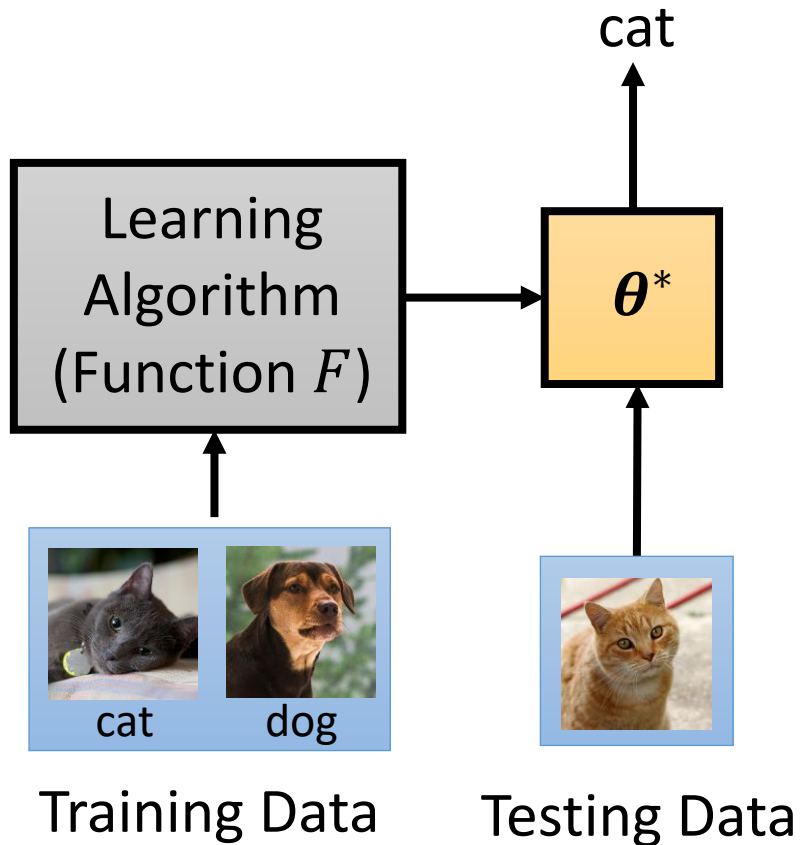 cat
Learning
Algorithm
(Function F)
θ*
cat
dog
Training Data
Testing Data